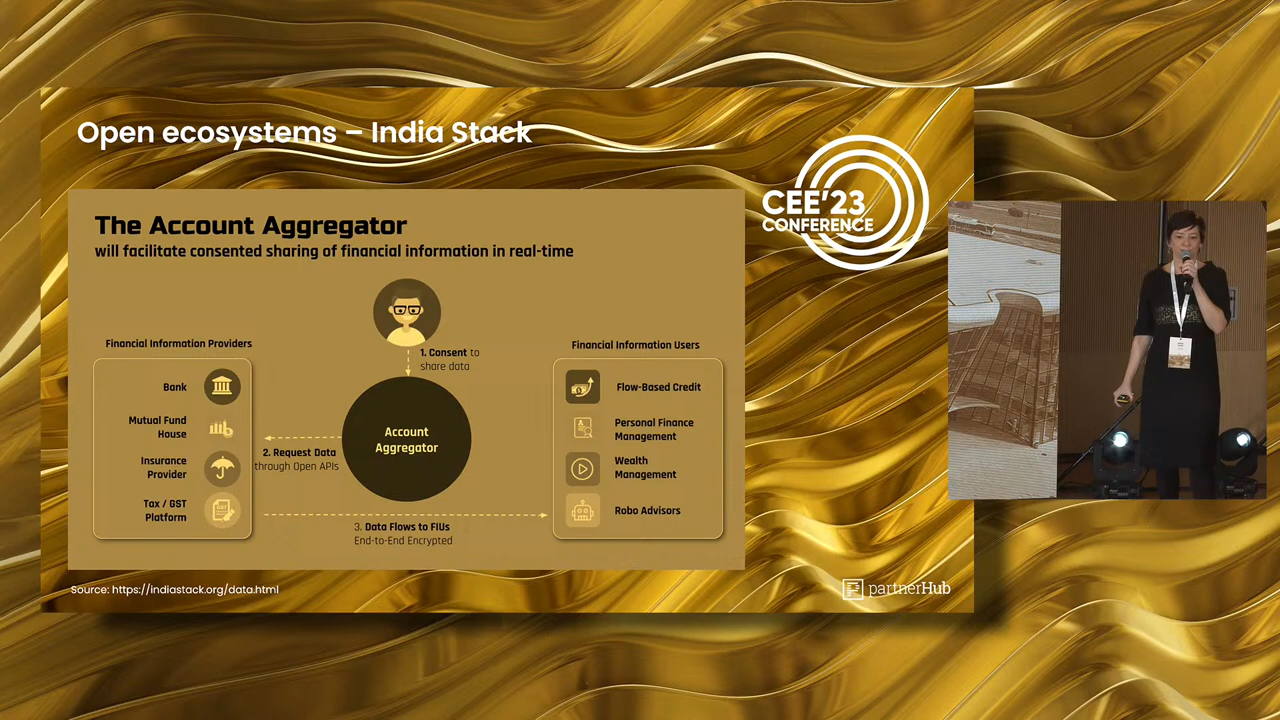 Open ecosystems – India Stack
CEE'23
CONFERENCE
The Account Aggregator
will facilitate consented sharing of financial information in real-time
Financial Information Providers
Bank
Mutual Fund
House
Insurance
Provider
Tax / GST
Platform
1. Consent to
share data
Account
Aggregator
2. Request Data
through Open APIs
3. Data Flows to FIUs
End-to-End Encrypted
Financial Information Users
Flow-Based Credit
Personal Finance
Management
Wealth
Management
Robo Advisors
Source: https://indiastack.org/data.html
partnerHub